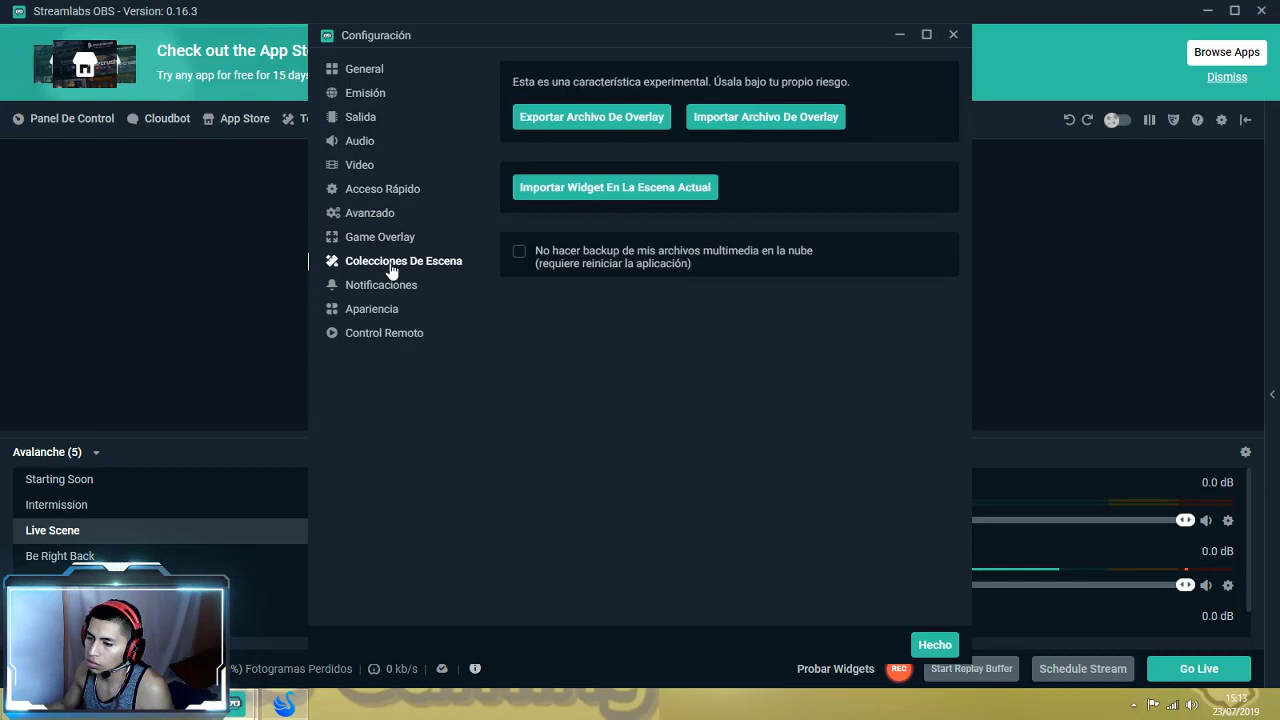 Streamlabs OBS - Version: 0.16.3
Check out the App Sto
Try any app for free for 15 days
Browse Apps
Dismiss
Panel De Control
Cloudbot
App Store
Configuración
General
Emisión
Salida
Audio
Video
Acceso Rápido
Avanzado
Game Overlay
Colecciones De Escena
Notificaciones
Apariencia
Control Remoto
Esta es una característica experimental. Úsala bajo tu propio riesgo.
Exportar Archivo De Overlay
Importar Archivo De Overlay
Importar Widget En La Escena Actual
No hacer backup de mis archivos multimedia en la nube
(requiere reiniciar la aplicación)
Hecho
Avalanche (5)
Starting Soon
Intermission
Live Scene
Be Right Back
0.0 dB
0.0 dB
0.0 dB
%) Fotogramas Perdidos
0 kb/s
Probar Widgets
REC
Start Replay Buffer
Schedule Stream
Go Live
15:13
23/07/2019